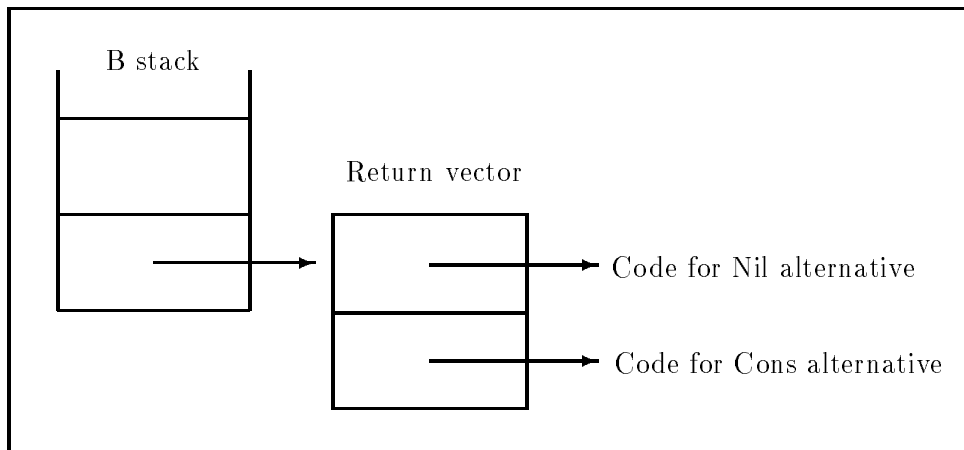 B stack
Return vector
Code for Nil alternative
Code for Cons alternative